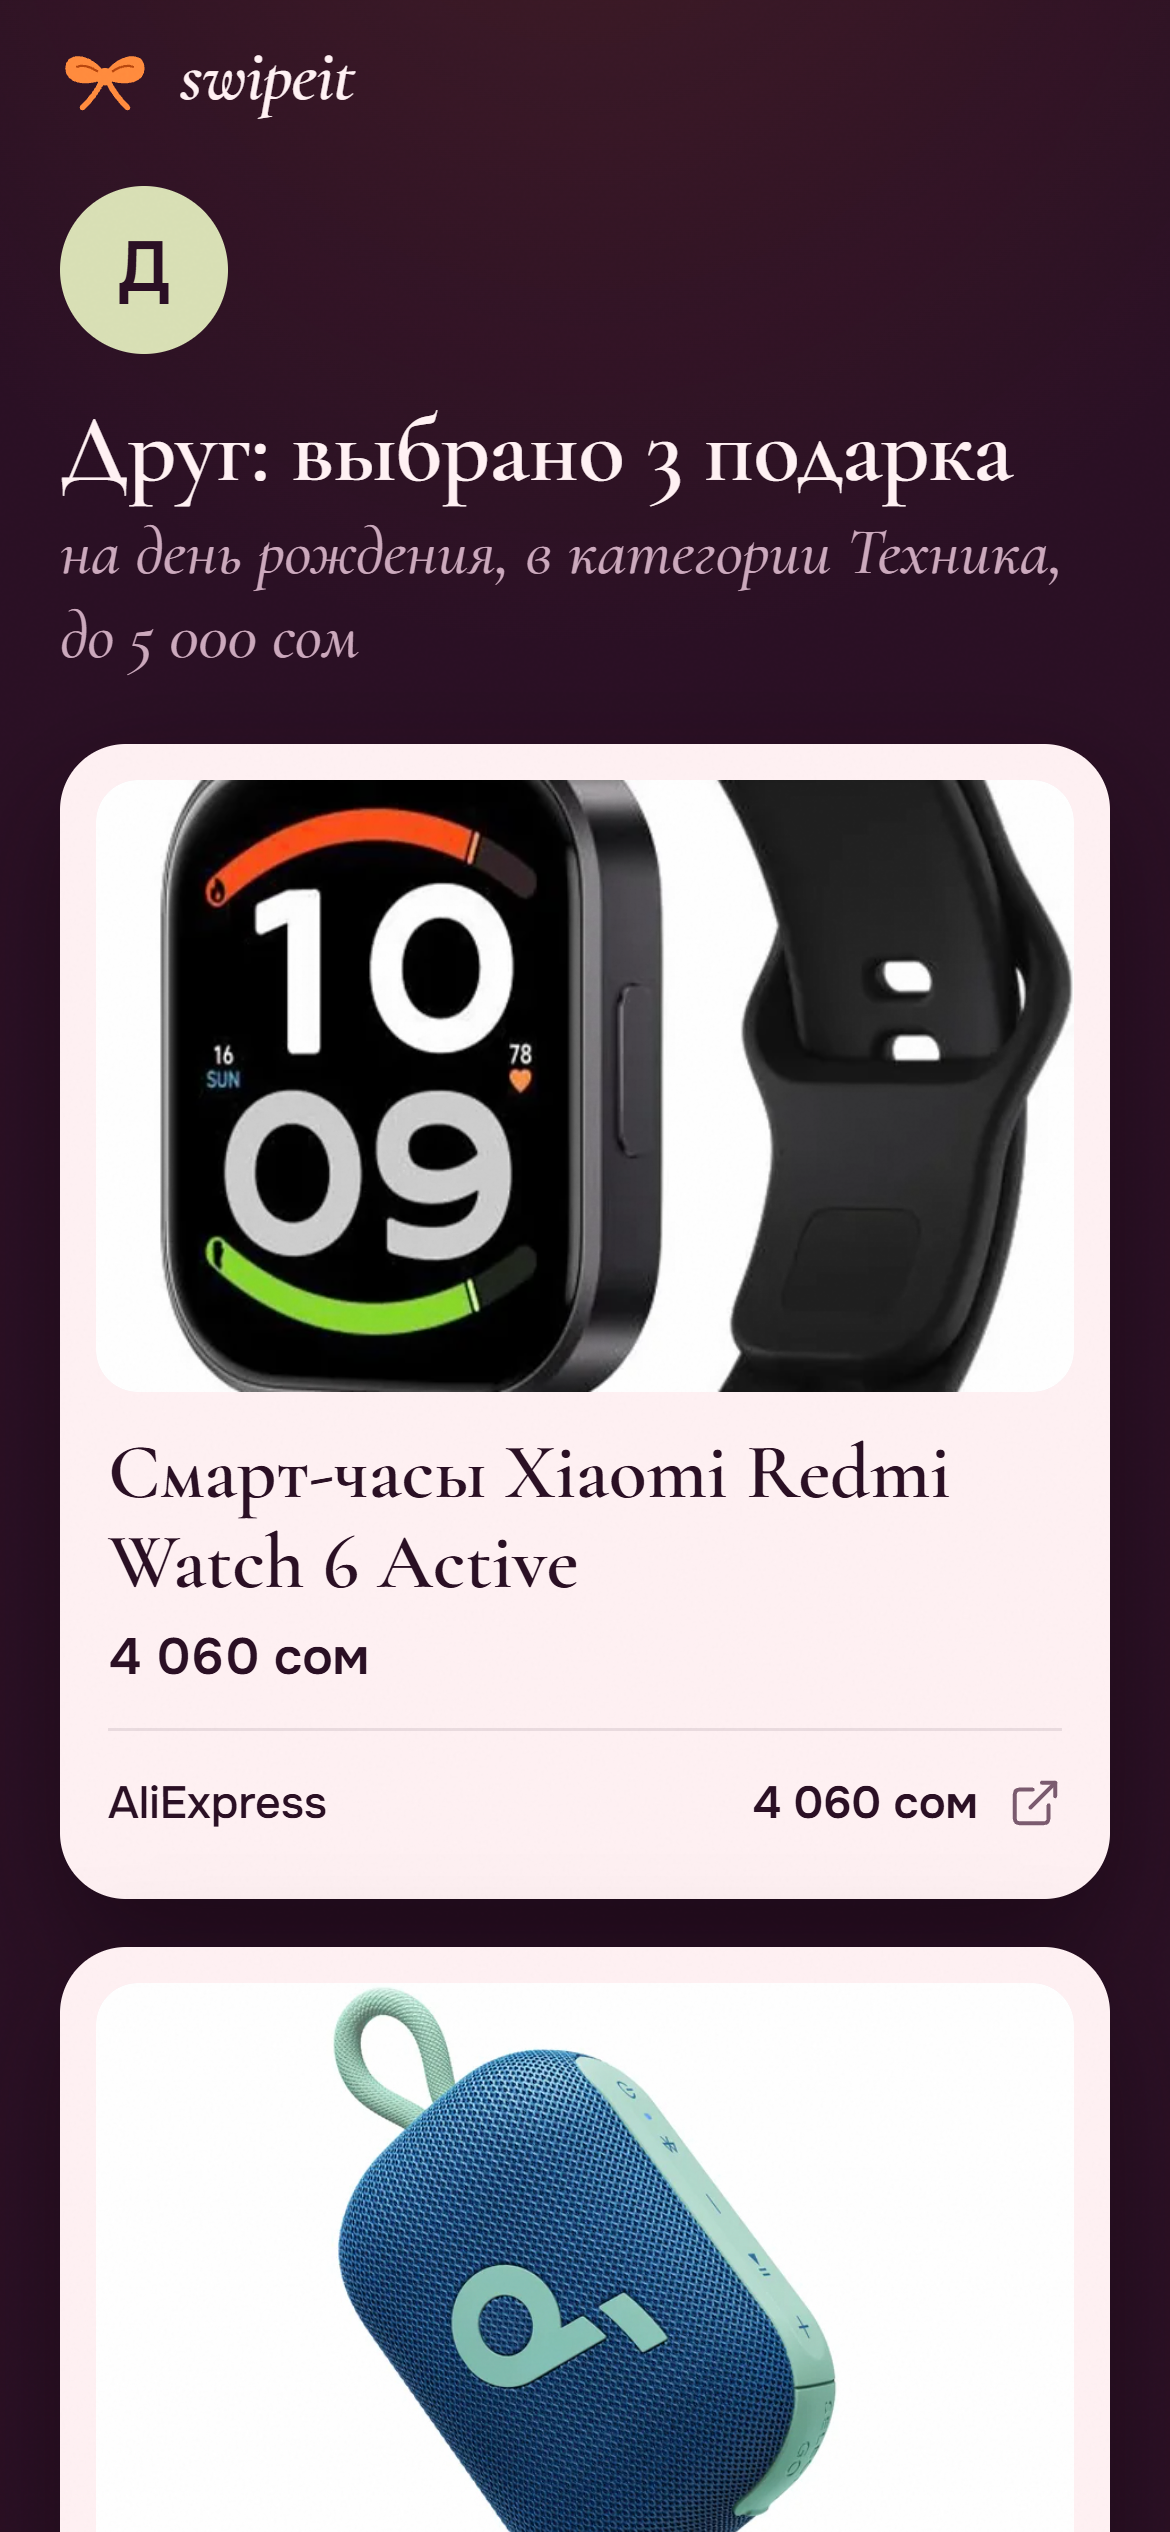 swipeit
Д
Друг: выбрано 3 подарка
на день рождения, в категории Техника,
до 5 000 сом
10
16
SUN
78
09
Смарт-часы Xiaomi Redmi
Watch 6 Active
4 060 сом
AliExpress 4 060 сом